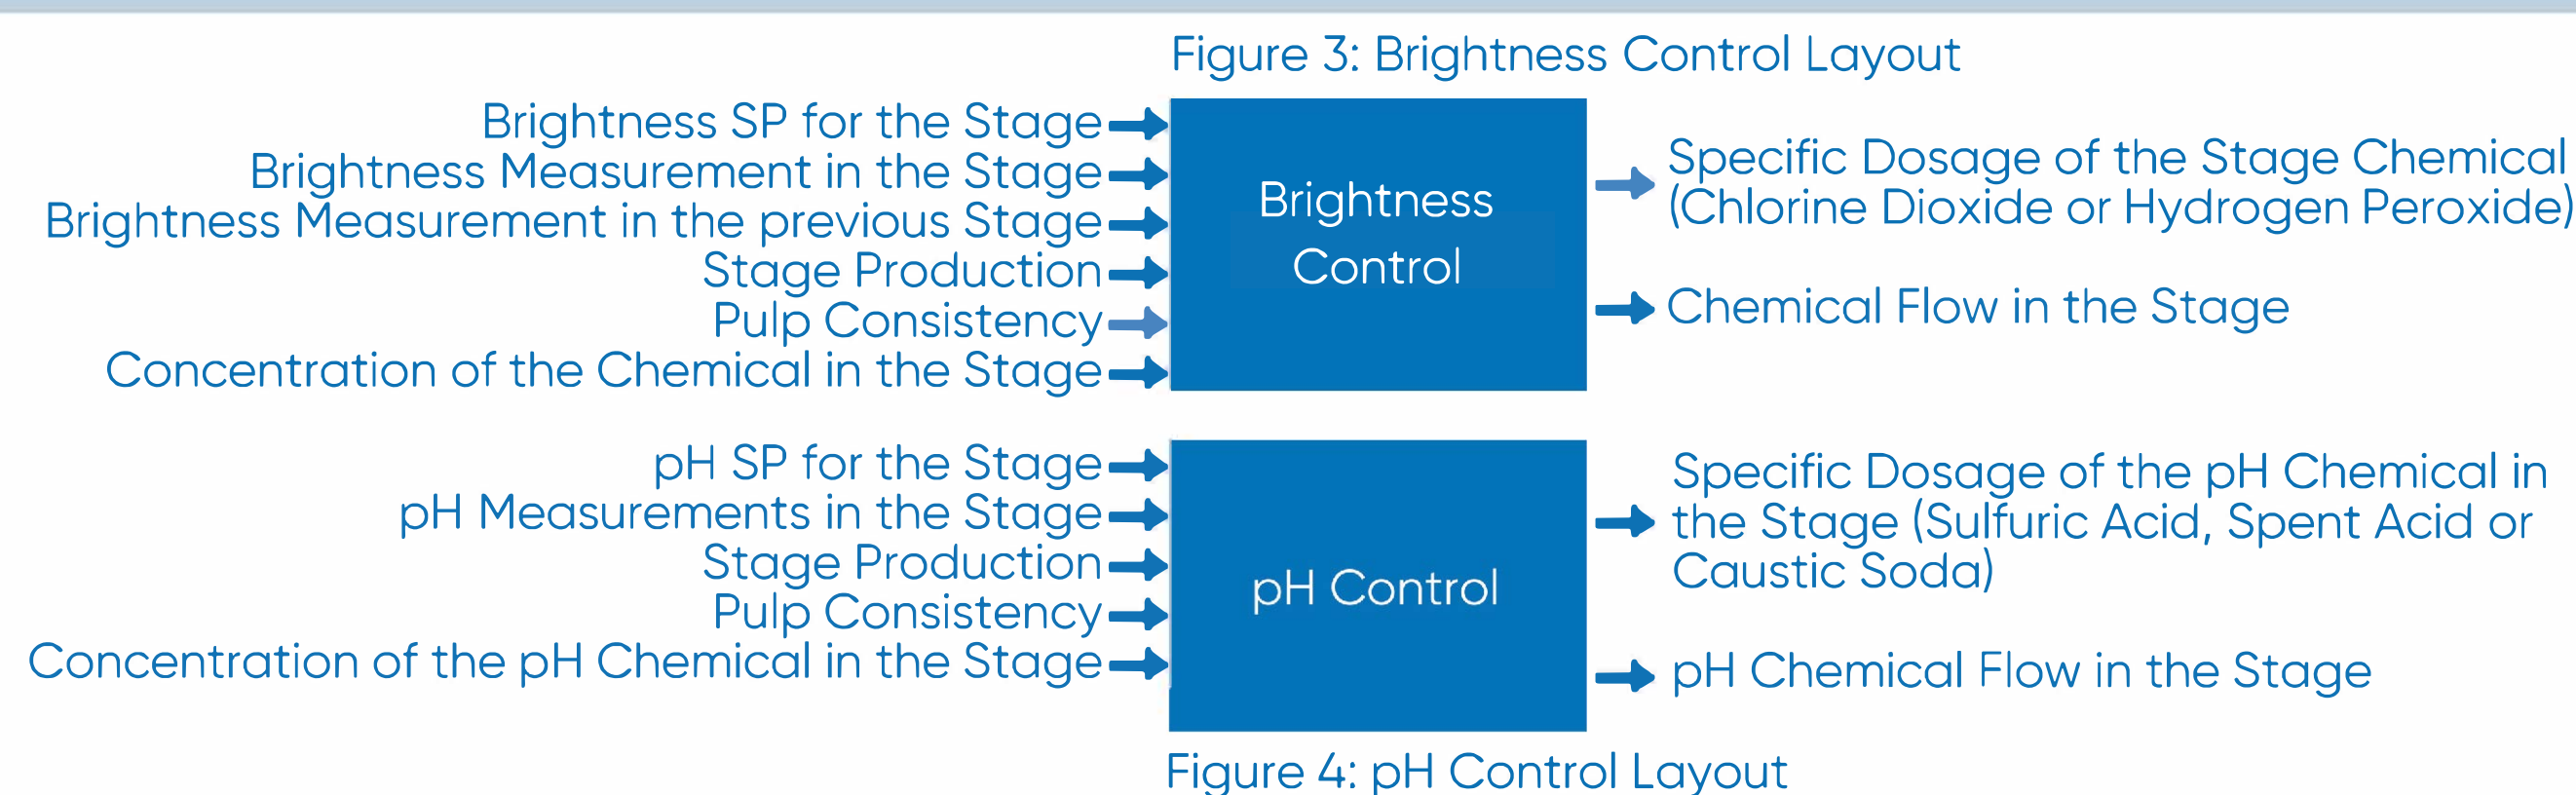 Figure 3: Brightness Control Layout
Brightness SP for the Stage
Brightness Measurement in the Stage
Brightness Measurement in the previous Stage
Stage Production
Pulp Consistency
Concentration of the Chemical in the Stage
Brightness
Control
Specific Dosage of the Stage Chemical
(Chlorine Dioxide or Hydrogen Peroxide)
Chemical Flow in the Stage
pH SP for the Stage
pH Measurements in the Stage
Stage Production
Pulp Consistency
Concentration of the pH Chemical in the Stage
pH Control
Specific Dosage of the pH Chemical in
the Stage (Sulfuric Acid, Spent Acid or
Caustic Soda)
pH Chemical Flow in the Stage
Figure 4: pH Control Layout